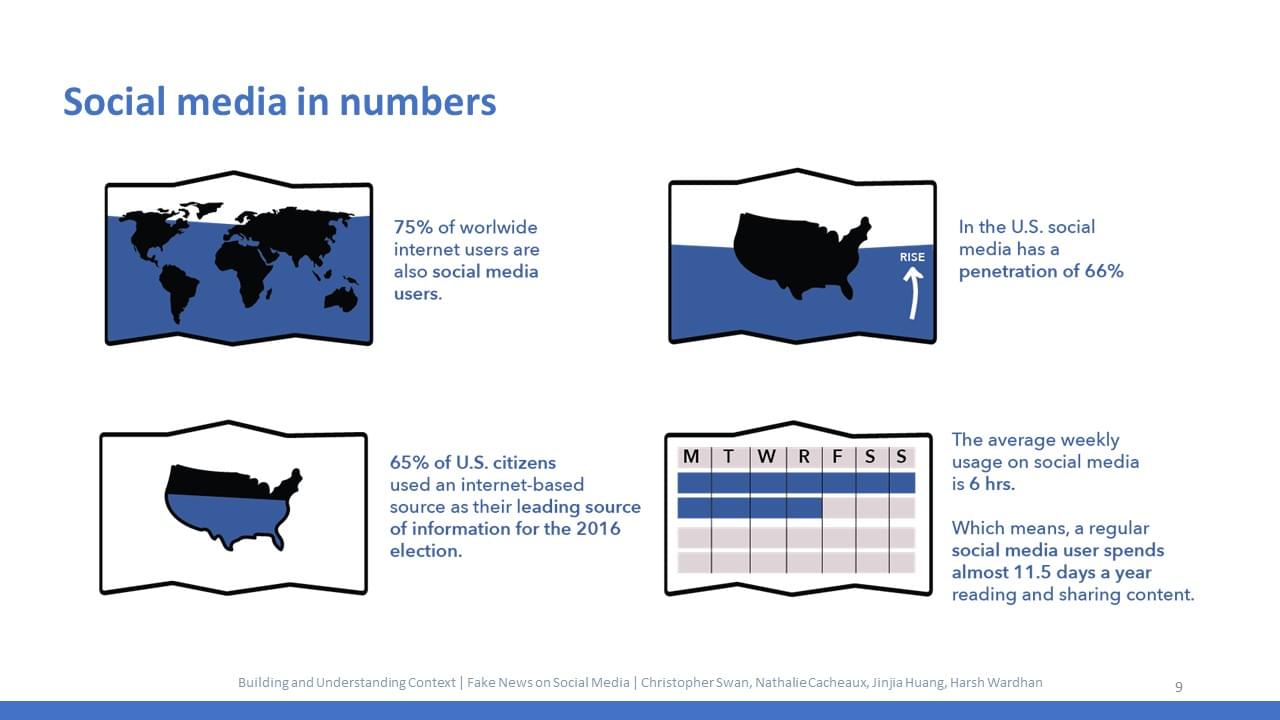 Social media in numbers
75% of worlwide
internet users are
also social media
users.
RISE
In the U.S. social
media has a
penetration of 66%
65% of U.S. citizens
used an internet-based
source as their leading source
of information for the 2016
election.
M T W R F S S
The average weekly
usage on social media
is 6 hrs.
Which means, a regular
social media user spends
almost 11.5 days a year
reading and sharing content.
Building and Understanding Context | Fake News on Social Media | Christopher Swan, Nathalie Cacheaux, Jinjia Huang, Harsh Wardhan
9